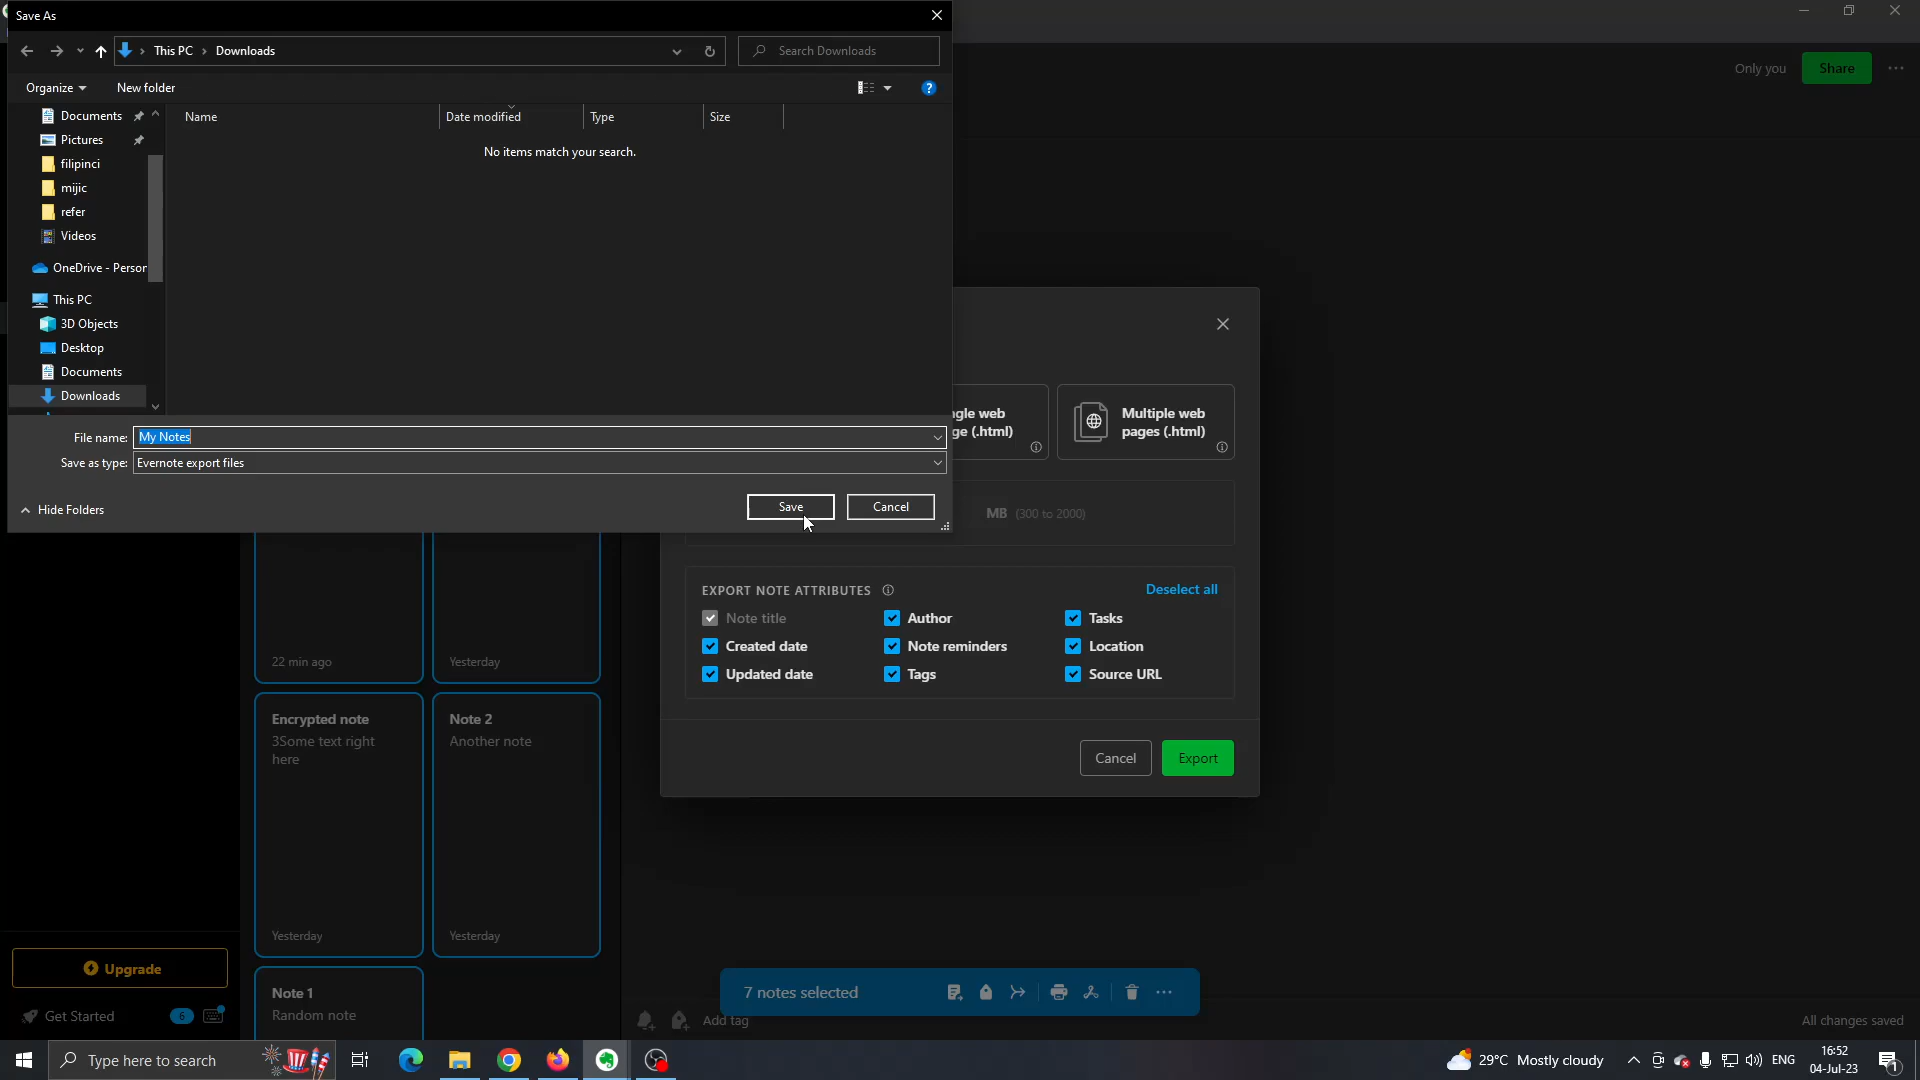 Save As
This PC > Downloads
Search Downloads
Organize
New folder
Name
Date modified
Type
Size
No items match your search.
Documents
Pictures
filipinci
mijic
refer
Videos
OneDrive - Person
This PC
3D Objects
Desktop
Documents
Downloads
File name: My Notes
Save as type: Evernote export files
Hide Folders
Save
Cancel
Only you
Share
ngle web
ge (.html)
Multiple web
pages (.html)
MB (300 to 2000)
EXPORT NOTE ATTRIBUTES
Deselect all
Note title
Author
Tasks
Created date
Note reminders
Location
Updated date
Tags
Source URL
Cancel
Export
22 min ago
Yesterday
Encrypted note
3Some text right
here
Yesterday
Note 2
Another note
Yesterday
Note 1
Random note
Upgrade
Get Started
6
7 notes selected
Add tag
All changes saved
Type here to search
29°C Mostly cloudy
ENG
16:52
04-Jul-23
1